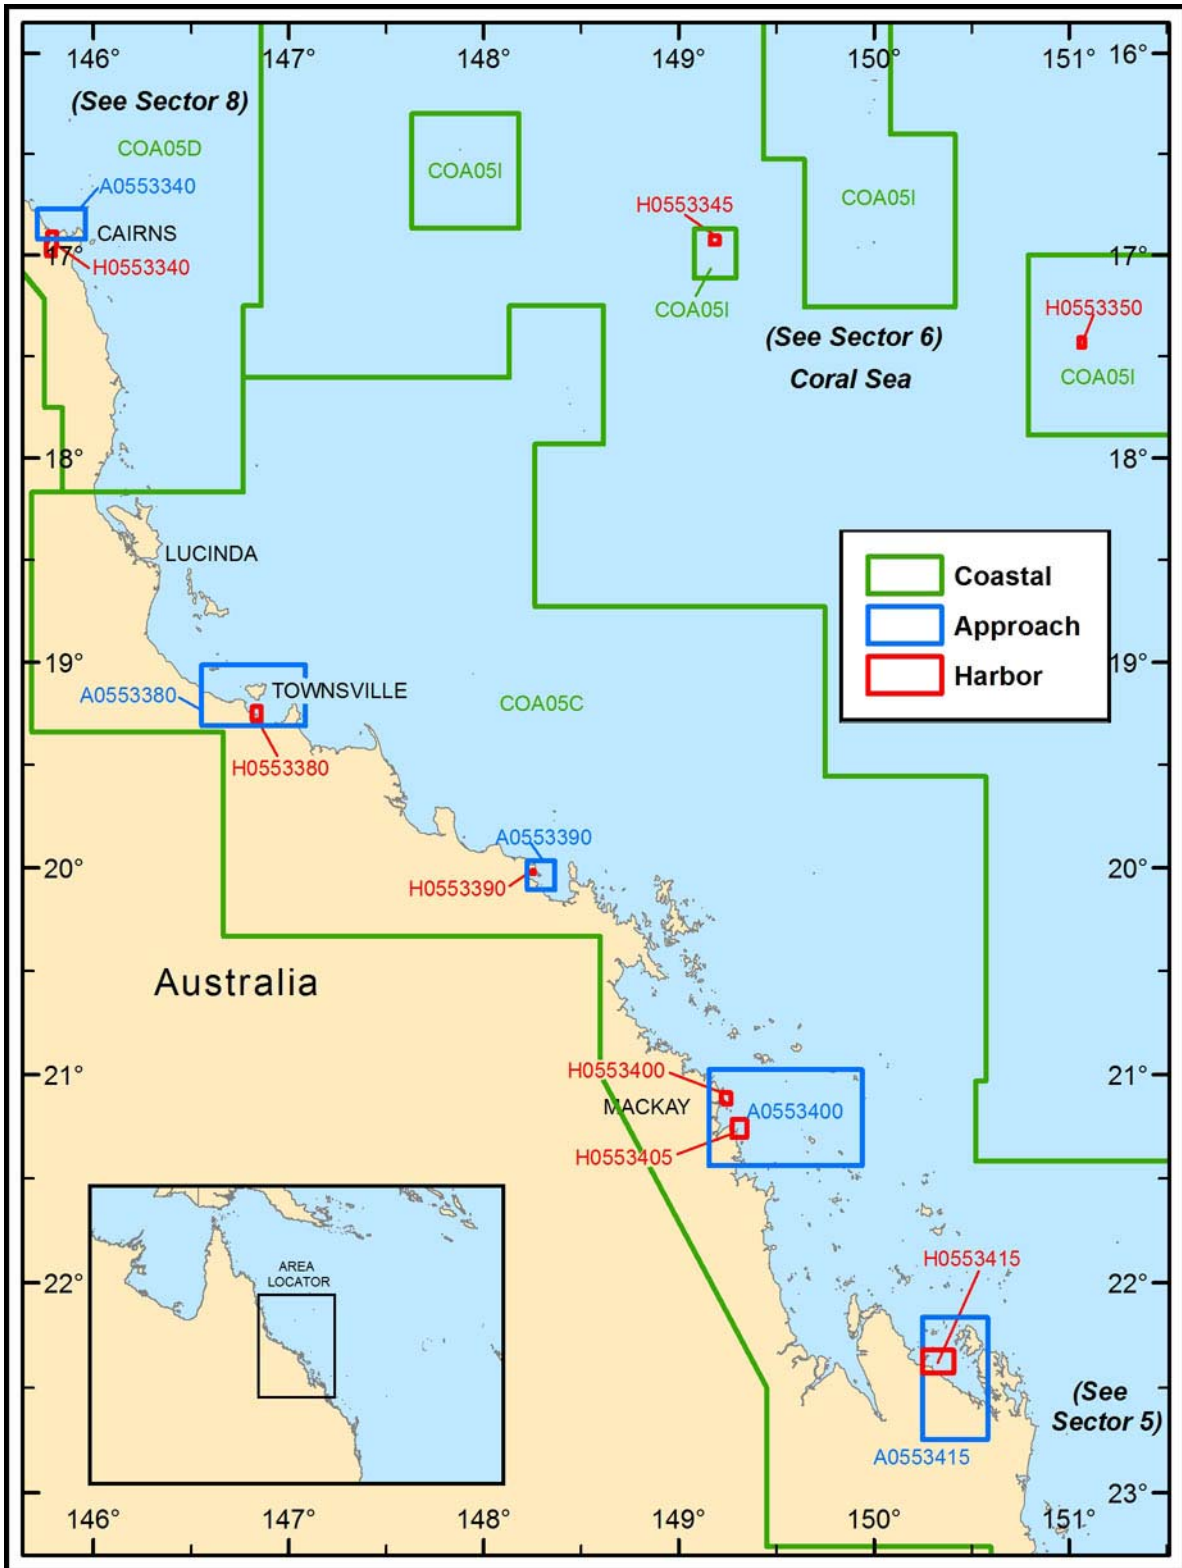 146°
147°
148°
149°
150°
151°
16°
(See Sector 8)
COA05D
COA05I
COA05I
A0553340
H0553345
CAIRNS
17°
H0553340
17°
COA05I
H0553350
(See Sector 6)
Coral Sea
COA05I
18°
18°
LUCINDA
Coastal
Approach
Harbor
19°
19°
A0553380
TOWNSVILLE
COA05C
H0553380
A0553390
20°
20°
H0553390
Australia
H0553400
21°
21°
MACKAY
A0553400
H0553405
AREA
LOCATOR
22°
H0553415
22°
(See
Sector 5)
A0553415
23°
23°
146°
147°
148°
149°
150°